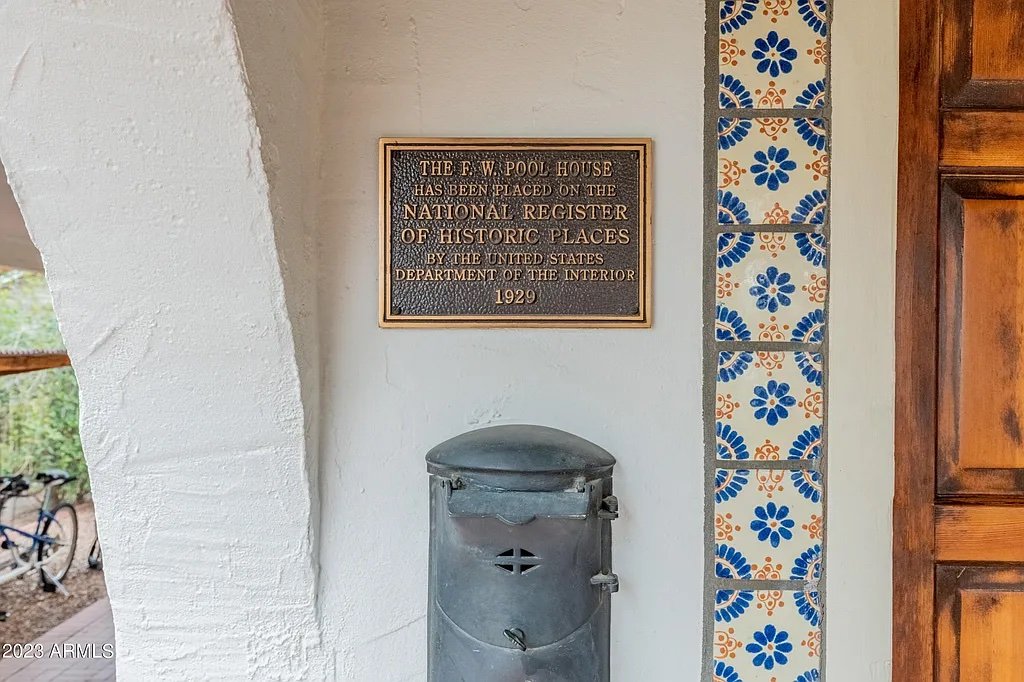 THE F. W. POOL HOUSE
HAS BEEN PLACED ON THE
NATIONAL REGISTER
OF HISTORIC PLACES
BY THE UNITED STATES
DEPARTMENT OF THE INTERIOR
1929
© 2023 ARMLS